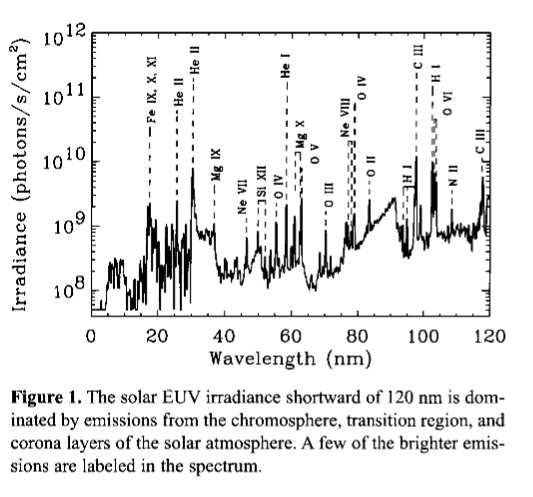 Irradiance (photons/s/cm²)
10¹²
10¹¹
10¹⁰
10⁹
10⁸
Fe IX, X, XI
He II
He II
Mg IX
Ne VII
Si XII
O IV
He I
Mg X
O V
O III
Ne VIII
O IV
O II
H I
C III
H I
O VI
N II
C III
0 20 40 60 80 100 120
Wavelength (nm)
Figure 1. The solar EUV irradiance shortward of 120 nm is dom-
inated by emissions from the chromosphere, transition region, and
corona layers of the solar atmosphere. A few of the brighter emis-
sions are labeled in the spectrum.